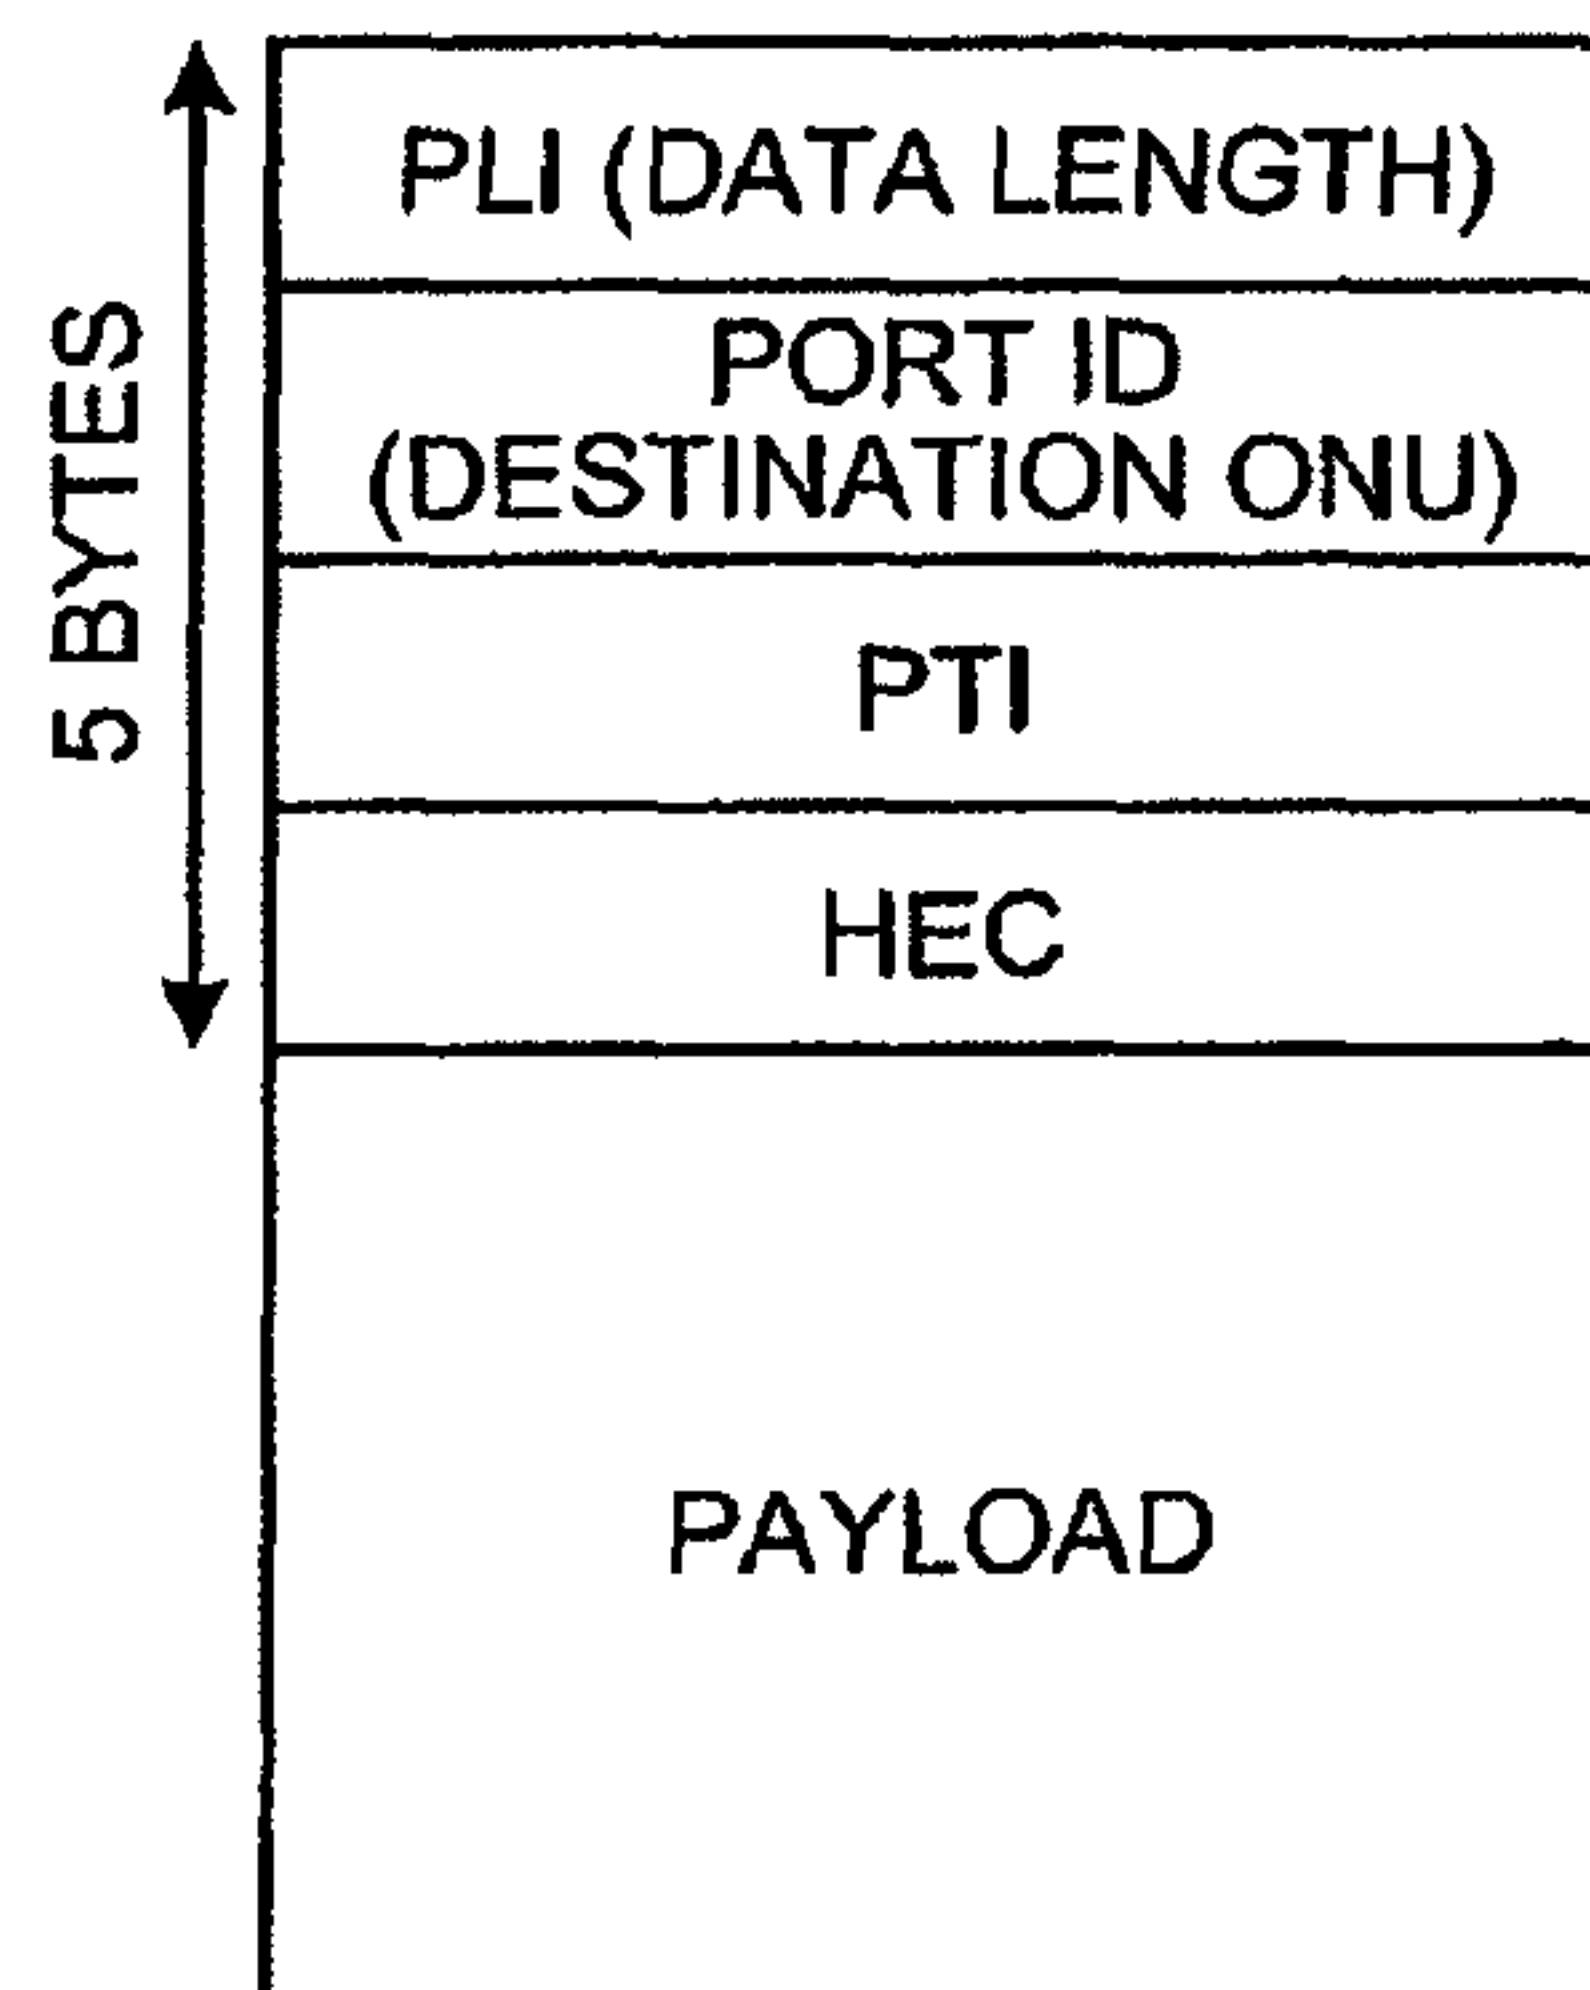 5 BYTES
PLI (DATA LENGTH)
PORT ID
(DESTINATION ONU)
PTI
HEC
PAYLOAD